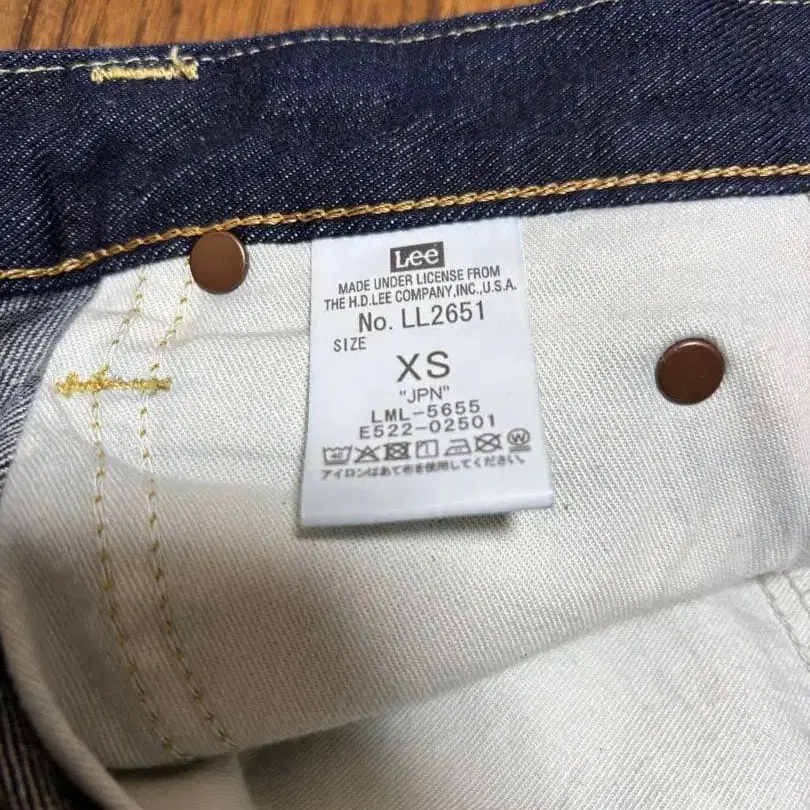 Lee
MADE UNDER LICENSE FROM
THE H.D.LEE COMPANY,INC.,U.S.A.
No. LL2651
SIZE
XS
"JPN"
LML-5655
E522-02501
40 W
アイロンはあて布を使用してください。